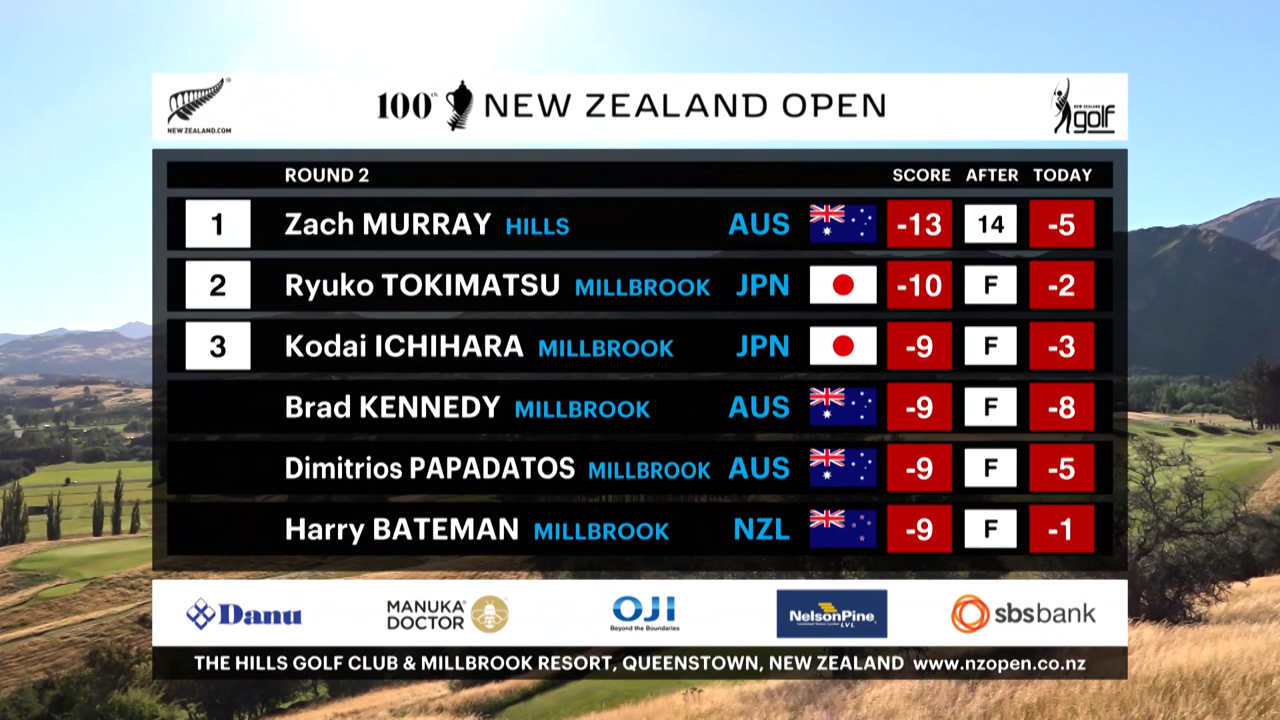 NEW ZEALAND.COM
100th NEW ZEALAND OPEN
NEW ZEALAND golf
ROUND 2 SCORE AFTER TODAY
1 Zach MURRAY HILLS AUS -13 14 -5
2 Ryuko TOKIMATSU MILLBROOK JPN -10 F -2
3 Kodai ICHIHARA MILLBROOK JPN -9 F -3
Brad KENNEDY MILLBROOK AUS -9 F -8
Dimitrios PAPADATOS MILLBROOK AUS -9 F -5
Harry BATEMAN MILLBROOK NZL -9 F -1
Danu
MANUKA
DOCTOR
OJI
Beyond the Boundaries
NelsonPine
LVL
sbsbank
THE HILLS GOLF CLUB & MILLBROOK RESORT, QUEENSTOWN, NEW ZEALAND www.nzopen.co.nz